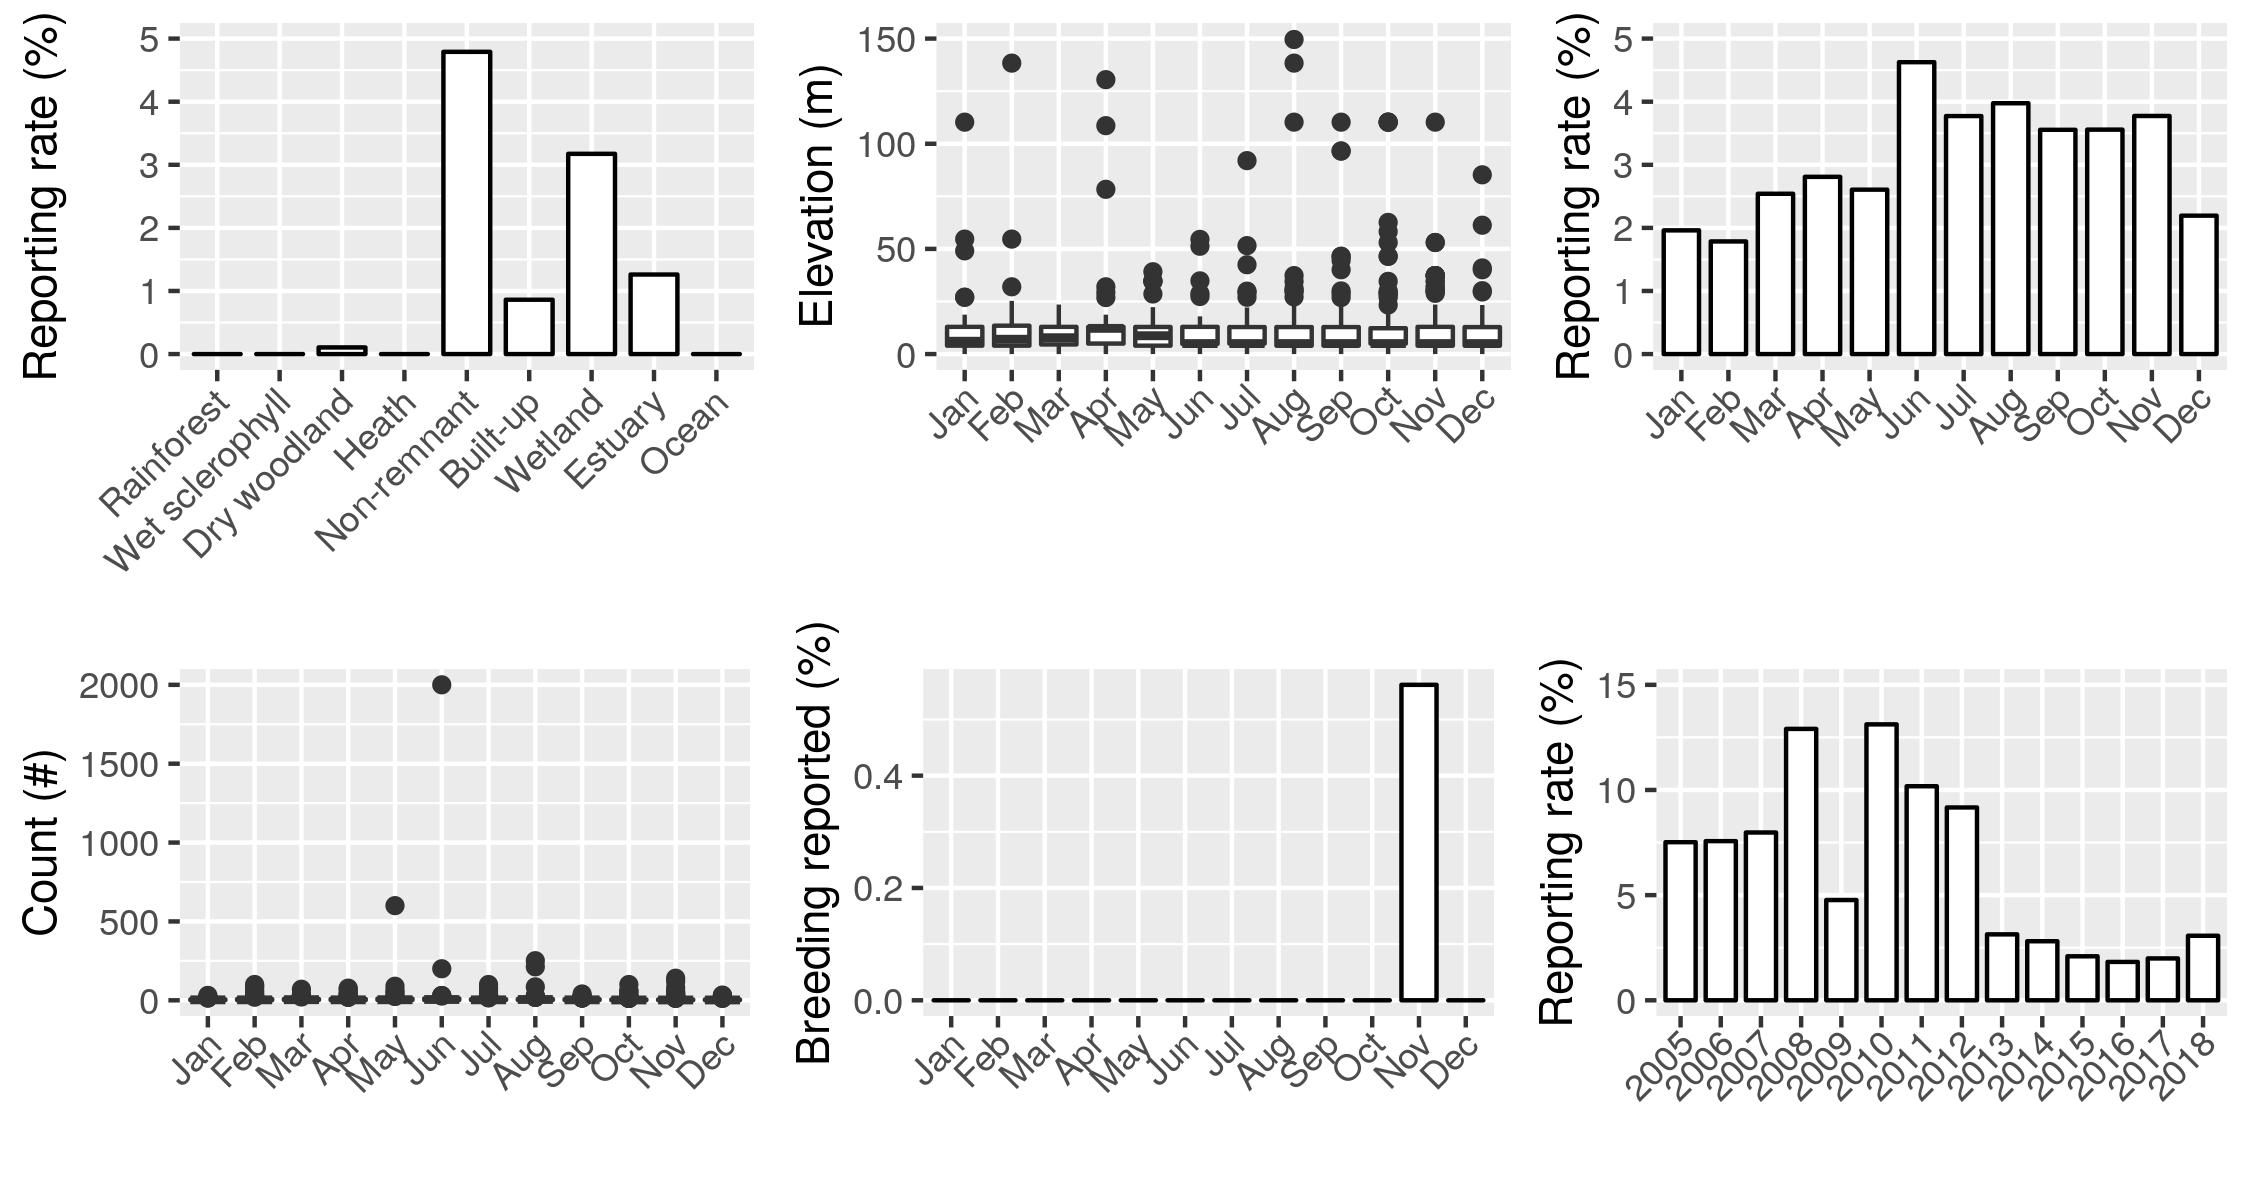 Reporting rate (%)
5
4
3
2
1
0
Rainforest
Wet sclerophyll
Dry woodland
Heath
Non-remnant
Built-up
Wetland
Estuary
Ocean
Elevation (m)
150
100
50
0
Jan
Feb
Mar
Apr
May
Jun
Jul
Aug
Sep
Oct
Nov
Dec
Reporting rate (%)
5
4
3
2
1
0
Jan
Feb
Mar
Apr
May
Jun
Jul
Aug
Sep
Oct
Nov
Dec
Count (#)
2000
1500
1000
500
0
Jan
Feb
Mar
Apr
May
Jun
Jul
Aug
Sep
Oct
Nov
Dec
Breeding reported (%)
0.4
0.2
0.0
Jan
Feb
Mar
Apr
May
Jun
Jul
Aug
Sep
Oct
Nov
Dec
Reporting rate (%)
15
10
5
0
2005
2006
2007
2008
2009
2010
2011
2012
2013
2014
2015
2016
2017
2018